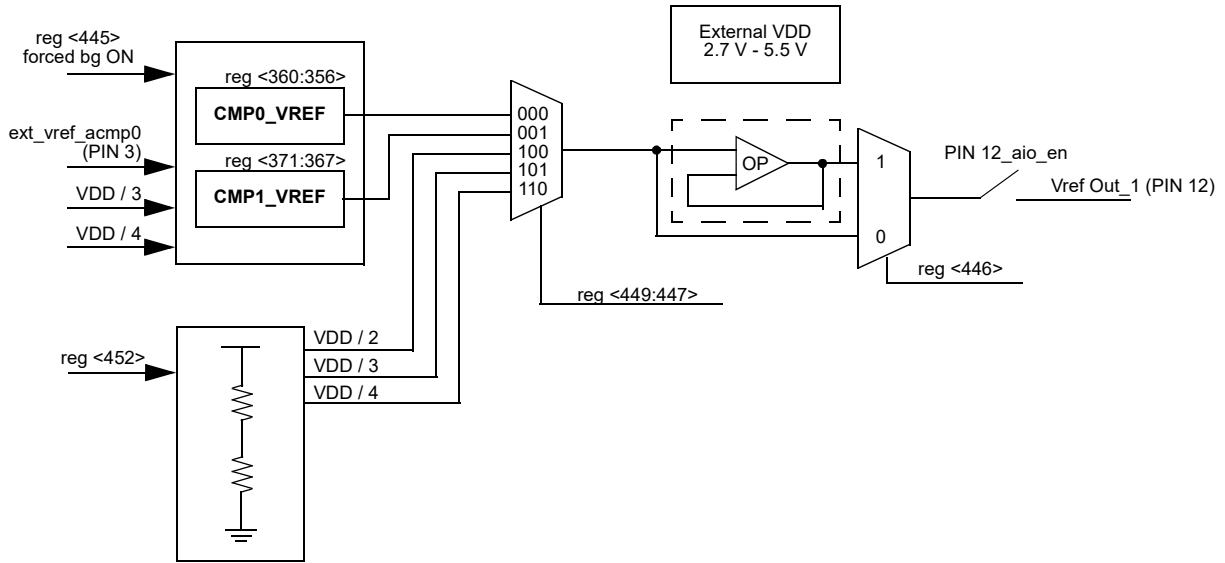 External VDD
2.7 V - 5.5 V
reg <445>
forced bg ON
reg <360:356>
CMP0_VREF
ext_vref_acmp0
(PIN 3)
reg <371:367>
CMP1_VREF
VDD / 3
VDD / 4
000
001
100
101
110
OP
1
0
PIN 12_aio_en
Vref Out_1 (PIN 12)
reg <446>
reg <449:447>
reg <452>
VDD / 2
VDD / 3
VDD / 4